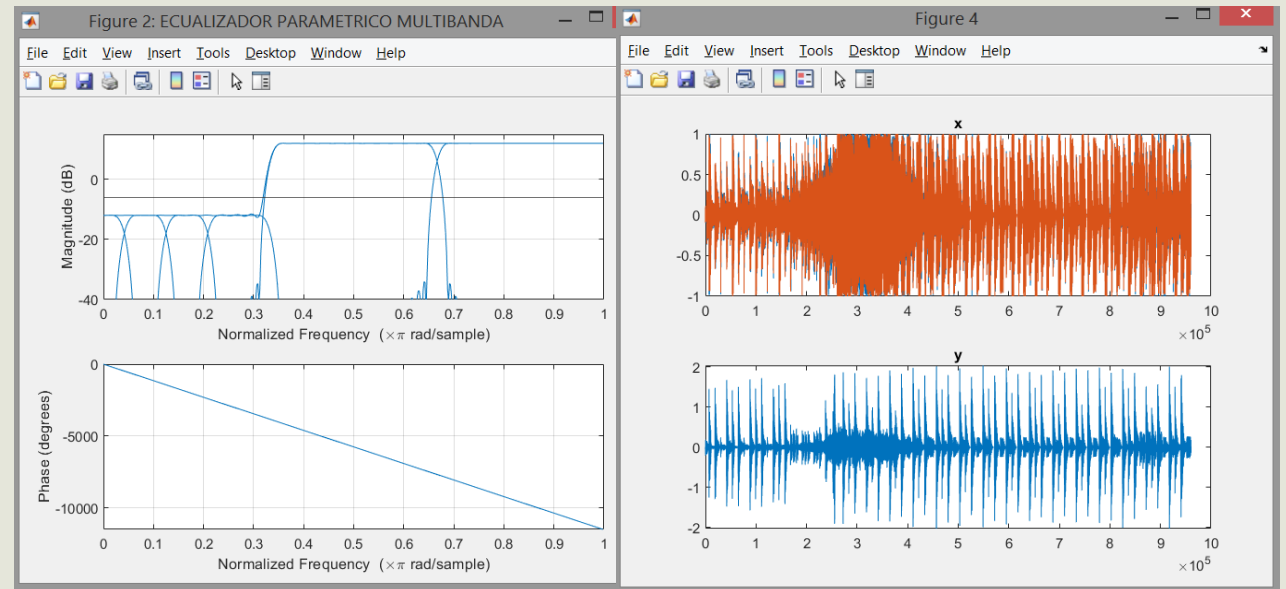 Figure 2: ECUALIZADOR PARAMETRICO MULTIBANDA
File Edit View Insert Tools Desktop Window Help
Magnitude (dB)
0
-20
-40
0 0.1 0.2 0.3 0.4 0.5 0.6 0.7 0.8 0.9 1
Normalized Frequency (×π rad/sample)
Phase (degrees)
0
-5000
-10000
0 0.1 0.2 0.3 0.4 0.5 0.6 0.7 0.8 0.9 1
Normalized Frequency (×π rad/sample)
Figure 4
File Edit View Insert Tools Desktop Window Help
x
1
0.5
0
-0.5
-1
0 1 2 3 4 5 6 7 8 9 10
×10⁵
y
2
1
0
-1
-2
0 1 2 3 4 5 6 7 8 9 10
×10⁵